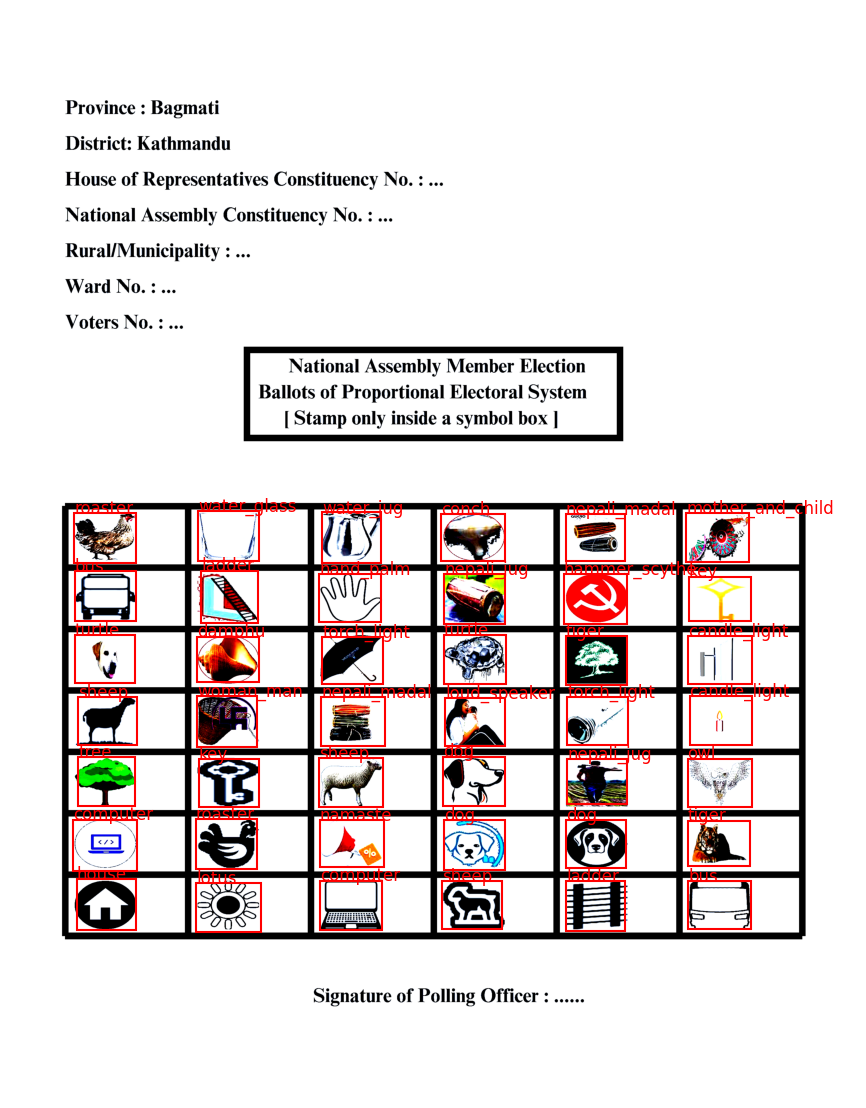 Province : Bagmati
District: Kathmandu
House of Representatives Constituency No. : ...
National Assembly Constituency No. : ...
Rural/Municipality : ...
Ward No. : ...
Voters No. : ...
National Assembly Member Election
Ballots of Proportional Electoral System
[ Stamp only inside a symbol box ]
water_glass water_jug conch nepali_madal mother_and_child
bus ladder hand_palm nepali_jug hammer_scythe key
turtle damphu torch_light turtle tiger candle_light
sheep woman_man nepali_madal loud_speaker torch_light candle_light
tree key sheep dog nepali_jug owl
computer namaste dog dog tiger
house lotus computer sheep ladder bus
</> %
Signature of Polling Officer : ......